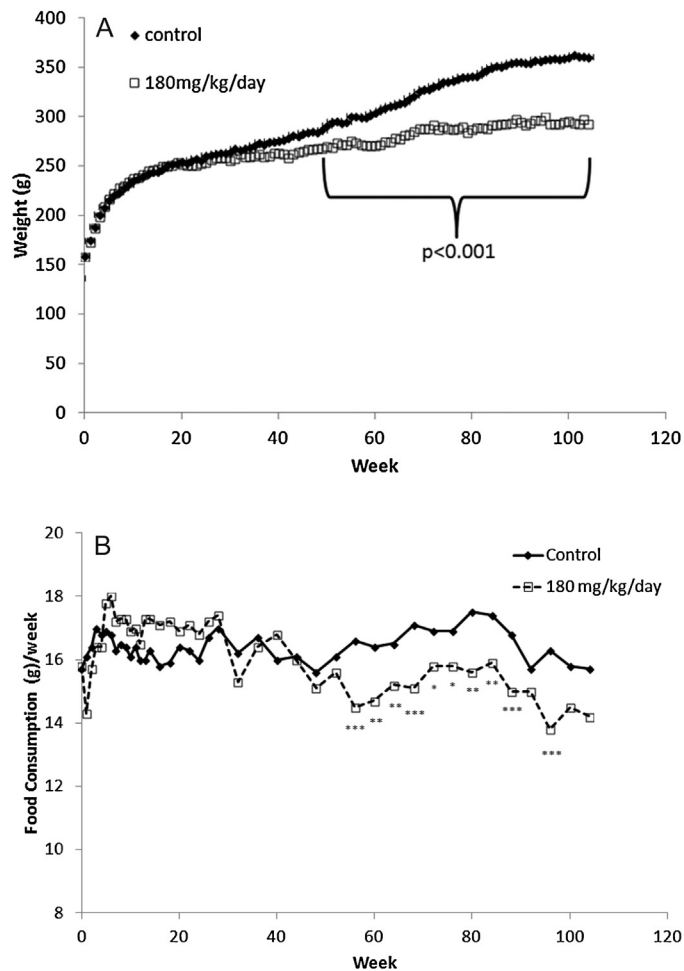 A
control
180mg/kg/day
400
350
300
250
200
150
100
50
0
Weight (g)
p<0.001
0 20 40 60 80 100 120
Week
B
Control
180 mg/kg/day
20
18
16
14
12
10
8
Food Consumption (g)/week
* * ** **
*** ** ** *** ***
***
0 20 40 60 80 100 120
Week